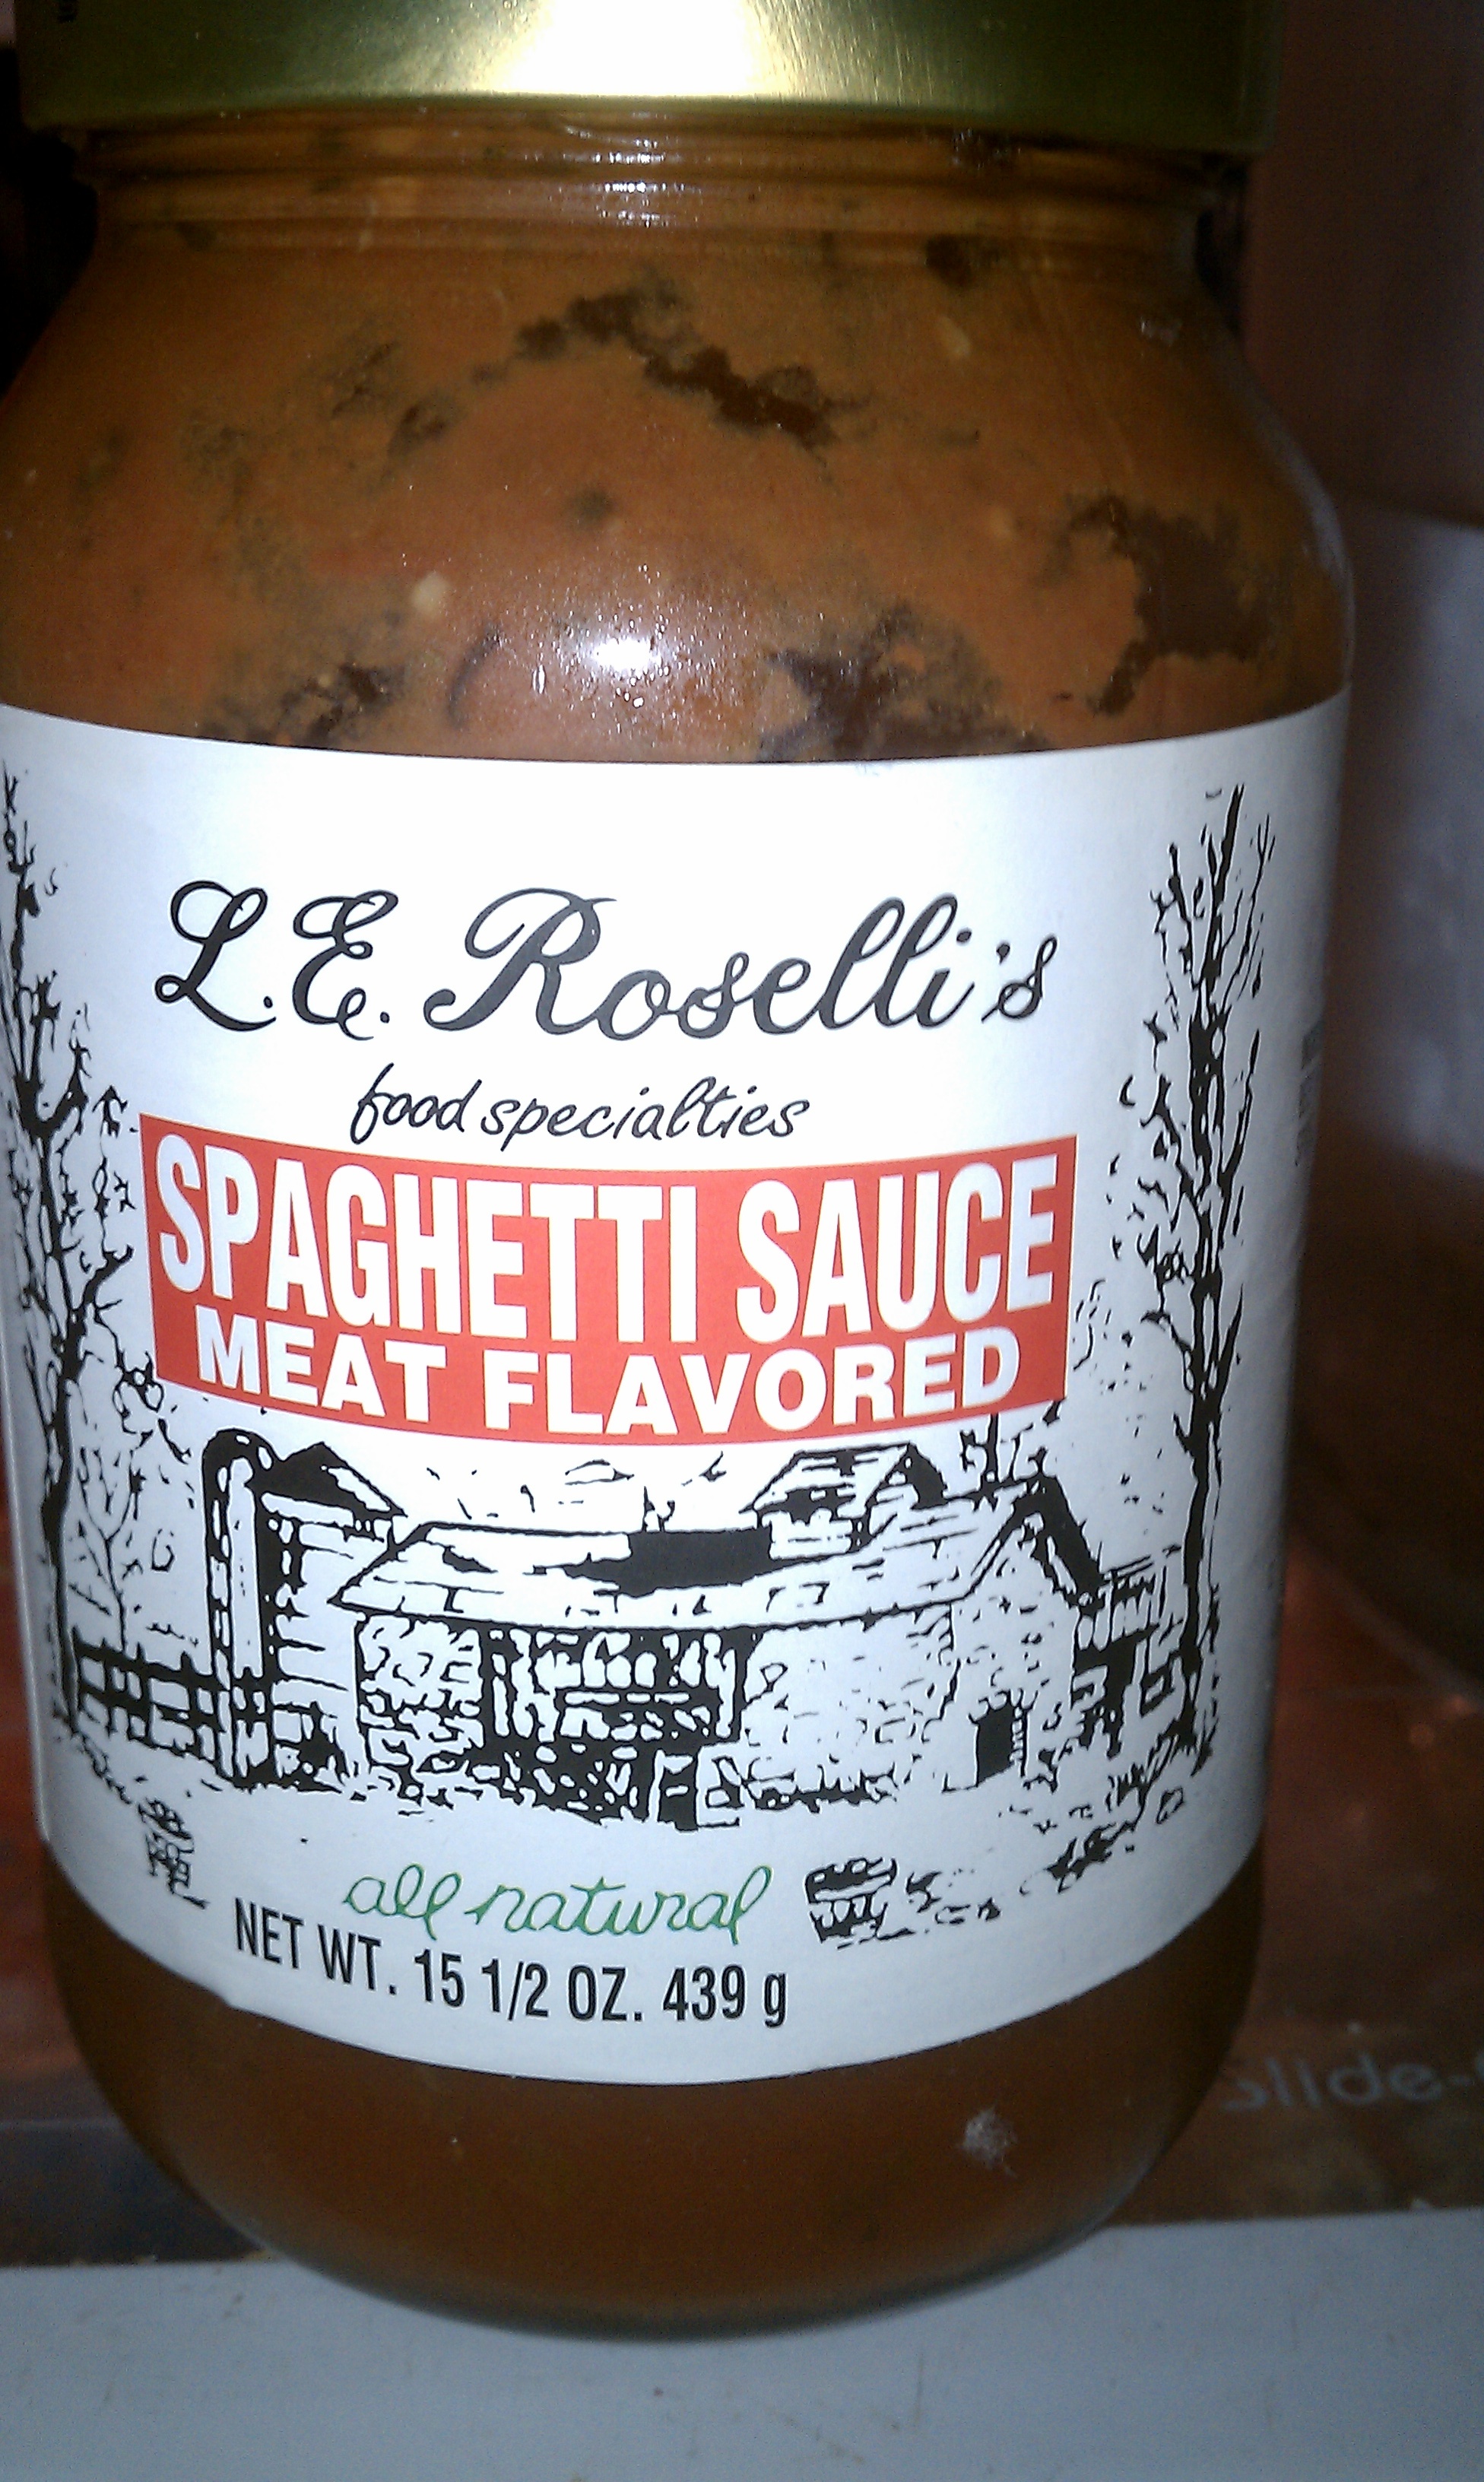 L.E. Roselli's
food specialties
SPAGHETTI SAUCE
MEAT FLAVORED
all natural
NET WT. 15 1/2 OZ. 439 g